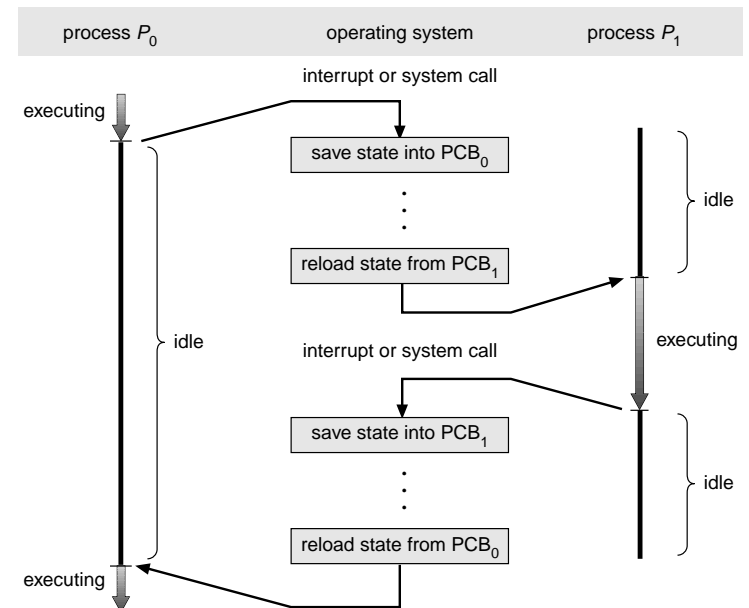 process P0 operating system process P1
interrupt or system call
executing
save state into PCB0
idle
reload state from PCB1
idle
interrupt or system call
executing
save state into PCB1
idle
reload state from PCB0
executing